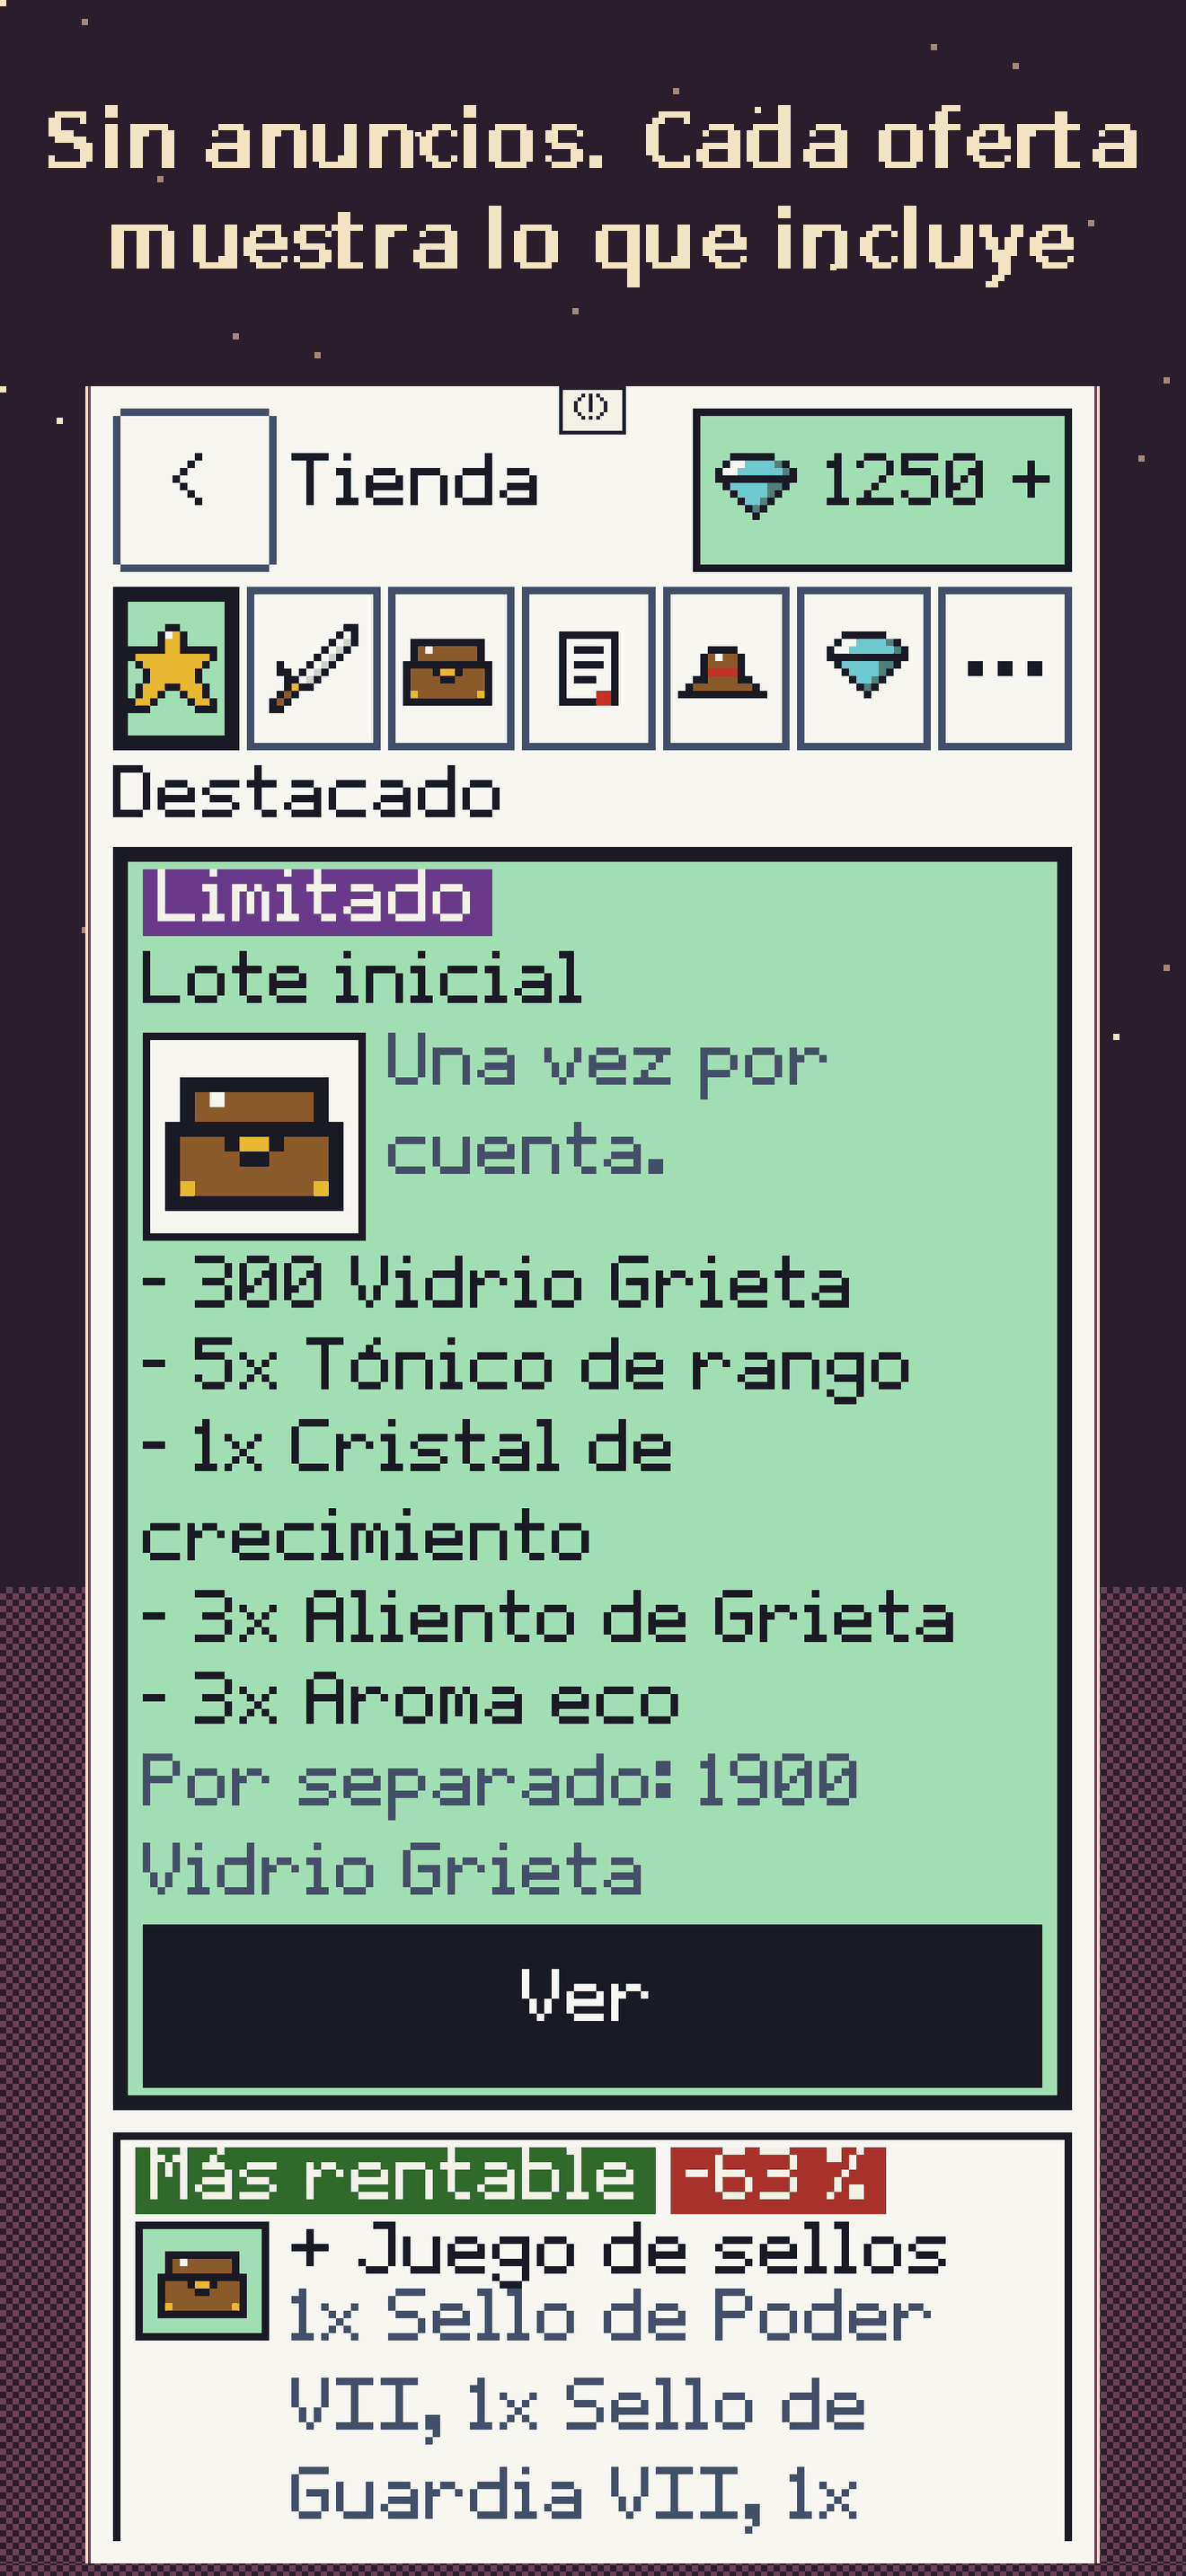 Sin anuncios. Cada oferta
muestra lo que incluye
Tienda
1250 +
Destacado
Limitado
Lote inicial
Una vez por
cuenta.
- 300 Vidrio Grieta
- 5x Tónico de rango
- 1x Cristal de
crecimiento
- 3x Aliento de Grieta
- 3x Aroma eco
Por separado: 1900
Vidrio Grieta
Ver
Más rentable -63 %
+ Juego de sellos
1x Sello de Poder
VII, 1x Sello de
Guardia VII, 1x